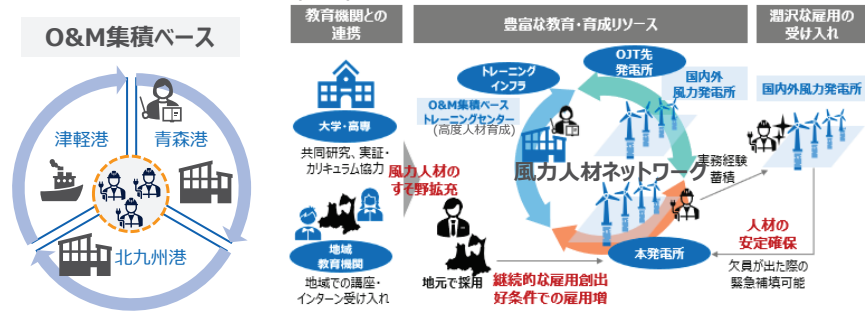 O&M集積ベース
津軽港
青森港
北九州港
教育機関との
連携
豊富な教育・育成リソース
潤沢な雇用の
受け入れ
大学・高専
共同研究、実証・
カリキュラム協力
地域
教育機関
地域での講座・
インターン受け入れ
風力人材の
すそ野拡充
地元で採用
トレーニング
インフラ
O&M集積ベース
トレーニングセンター
(高度人材育成)
OJT先
発電所
国内外
風力発電所
風力人材ネットワーク
実務経験
蓄積
本発電所
継続的な雇用創出
好条件での雇用増
国内外風力発電所
人材の
安定確保
欠員が出た際の
緊急補填可能